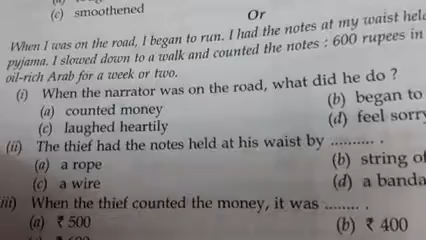 (c) smoothened
Or
When I was on the road, I began to run. I had the notes at my waist held
pyjama. I slowed down to a walk and counted the notes : 600 rupees in
oil-rich Arab for a week or two.
(i) When the narrator was on the road, what did he do ?
(a) counted money (b) began to
(c) laughed heartily (d) feel sorry
(ii) The thief had the notes held at his waist by .......... .
(a) a rope (b) string of
(c) a wire (d) a banda
iii) When the thief counted the money, it was ........ .
(a) ₹ 500 (b) ₹ 400